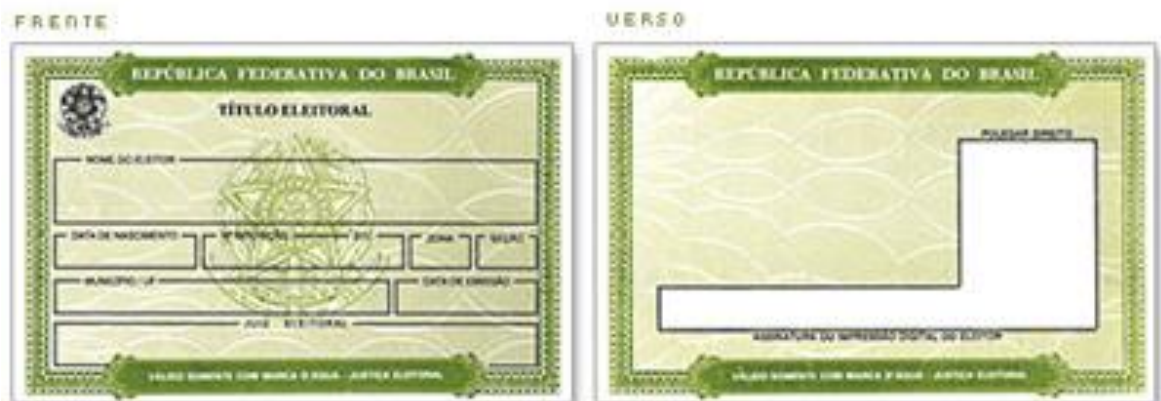 FRENTE
REPÚBLICA FEDERATIVA DO BRASIL
TÍTULO ELEITORAL
NOME DO ELEITOR
DATA DE NASCIMENTO Nº INSCRIÇÃO D.V. ZONA SEÇÃO
MUNICÍPIO / UF DATA DE EMISSÃO
JUIZ - ELEITORAL
VÁLIDO SOMENTE COM MARCA D'ÁGUA - JUSTIÇA ELEITORAL
VERSO
REPÚBLICA FEDERATIVA DO BRASIL
POLEGAR DIREITO
ASSINATURA OU IMPRESSÃO DIGITAL DO ELEITOR
VÁLIDO SOMENTE COM MARCA D'ÁGUA - JUSTIÇA ELEITORAL